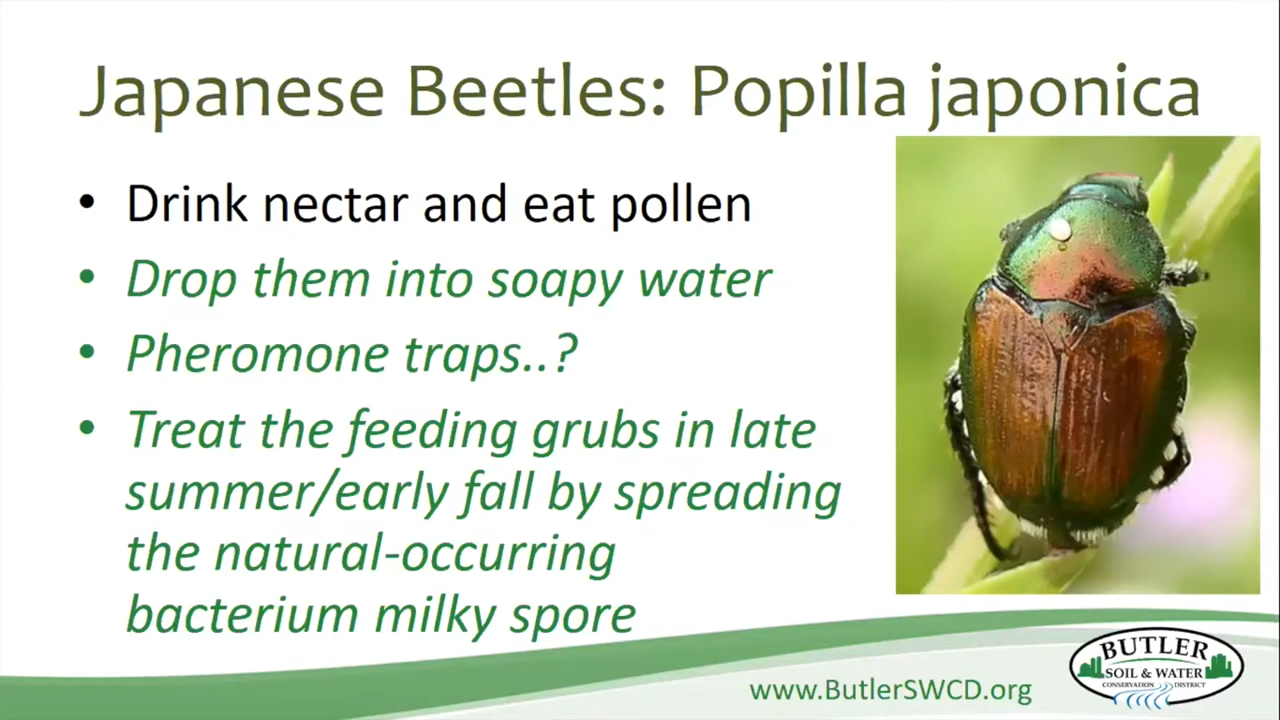 Japanese Beetles: Popilla japonica
• Drink nectar and eat pollen
• Drop them into soapy water
• Pheromone traps..?
• Treat the feeding grubs in late
summer/early fall by spreading
the natural-occurring
bacterium milky spore
www.ButlerSWCD.org
BUTLER
SOIL & WATER
CONSERVATION DISTRICT